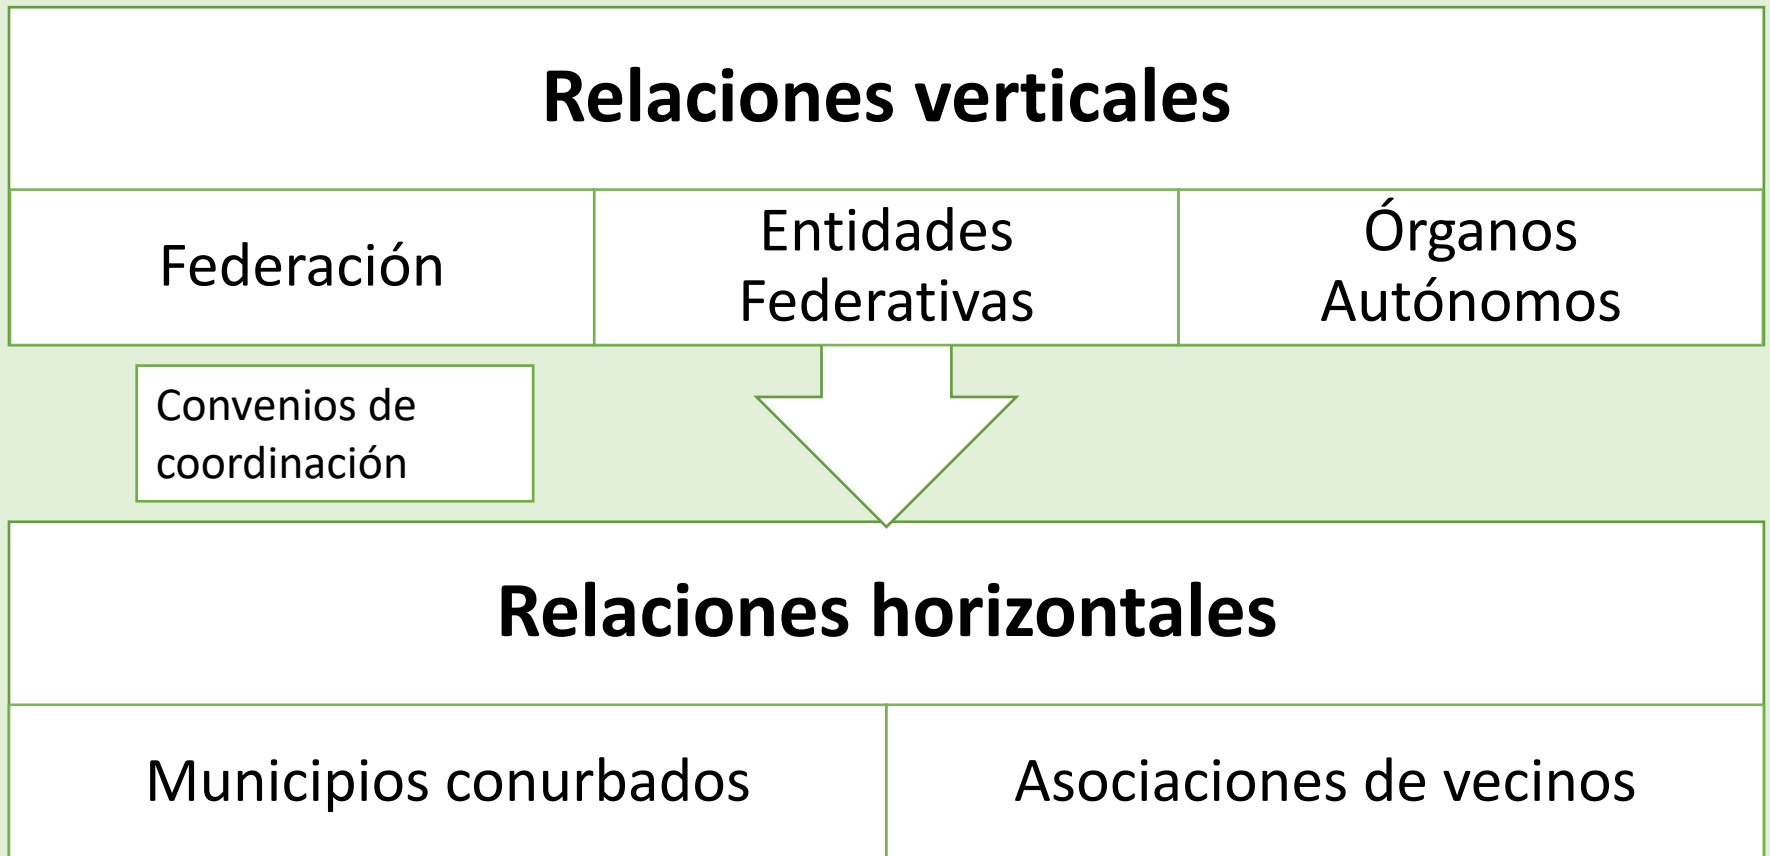 Relaciones verticales
Federación
Entidades
Federativas
Órganos
Autónomos
Convenios de
coordinación
Relaciones horizontales
Municipios conurbados
Asociaciones de vecinos